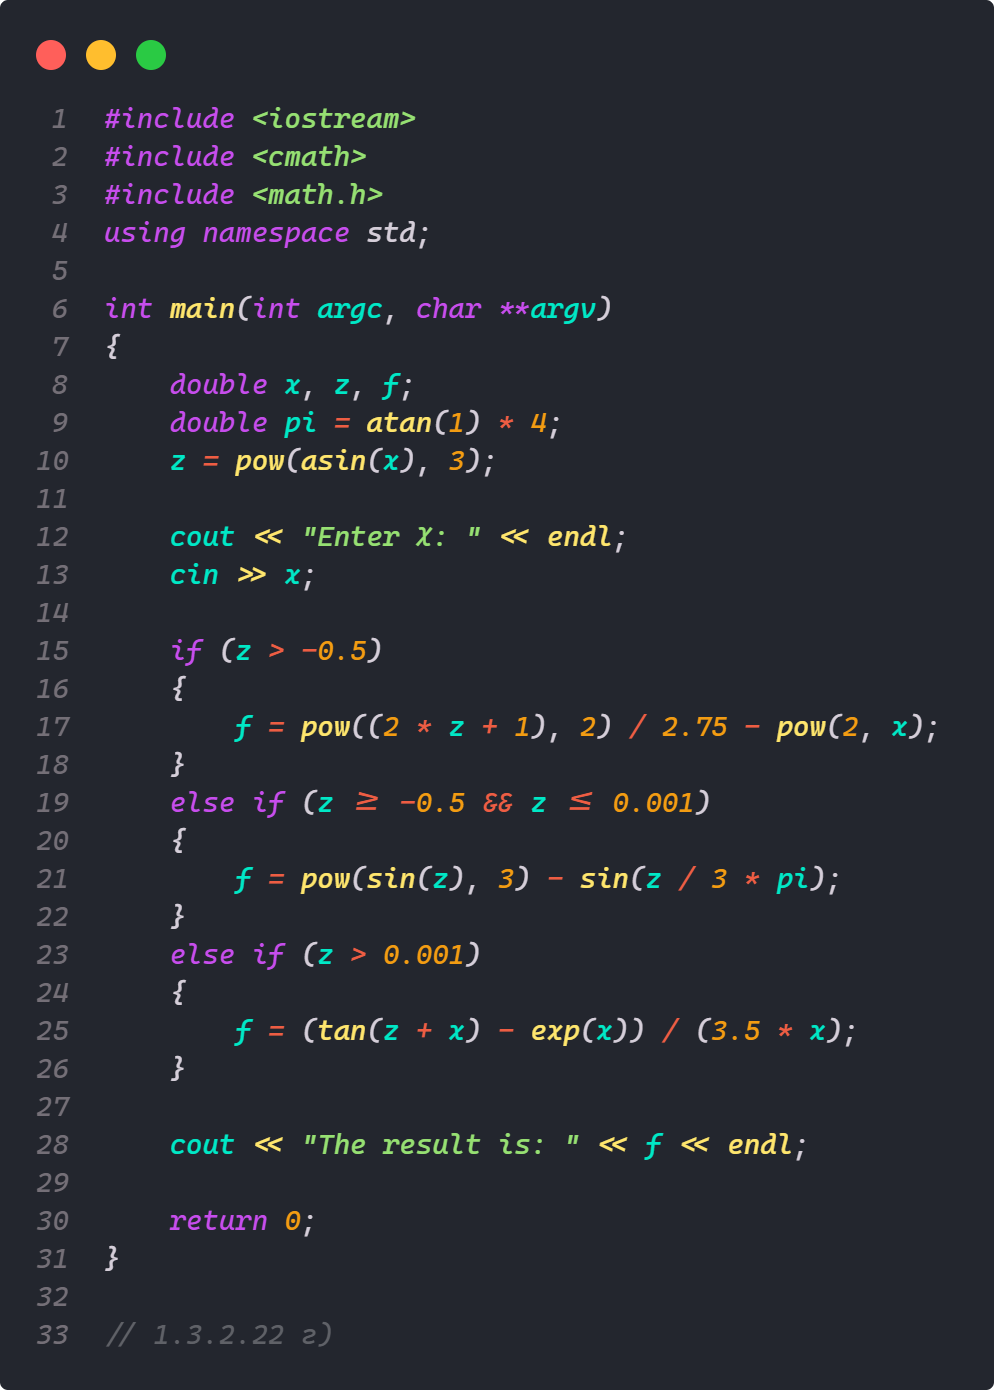 1 #include <iostream>
2 #include <cmath>
3 #include <math.h>
4 using namespace std;
5
6 int main(int argc, char **argv)
7 {
8     double x, z, f;
9     double pi = atan(1) * 4;
10     z = pow(asin(x), 3);
11
12     cout << "Enter X: " << endl;
13     cin >> x;
14
15     if (z > -0.5)
16     {
17         f = pow((2 * z + 1), 2) / 2.75 - pow(2, x);
18     }
19     else if (z ≥ -0.5 && z ≤ 0.001)
20     {
21         f = pow(sin(z), 3) - sin(z / 3 * pi);
22     }
23     else if (z > 0.001)
24     {
25         f = (tan(z + x) - exp(x)) / (3.5 * x);
26     }
27
28     cout << "The result is: " << f << endl;
29
30     return 0;
31 }
32
33 // 1.3.2.22 г)